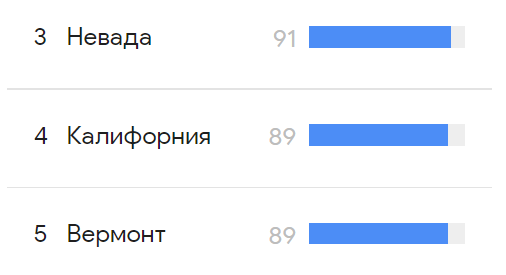 3 Невада 91
4 Калифорния 89
5 Вермонт 89